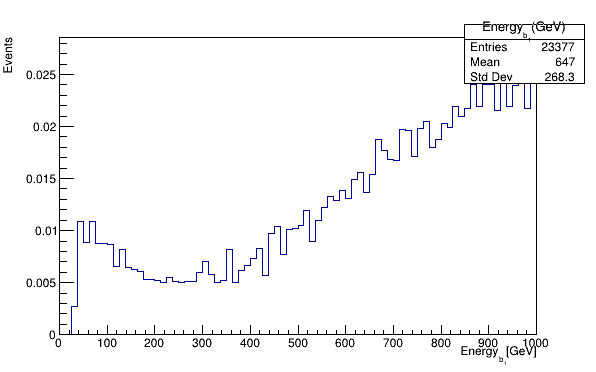 Energy_b₁(GeV)
Entries 23377
Mean 647
Std Dev 268.3
Events
0.025
0.02
0.015
0.01
0.005
0
0 100 200 300 400 500 600 700 800 900 1000
Energy_b₁[GeV]